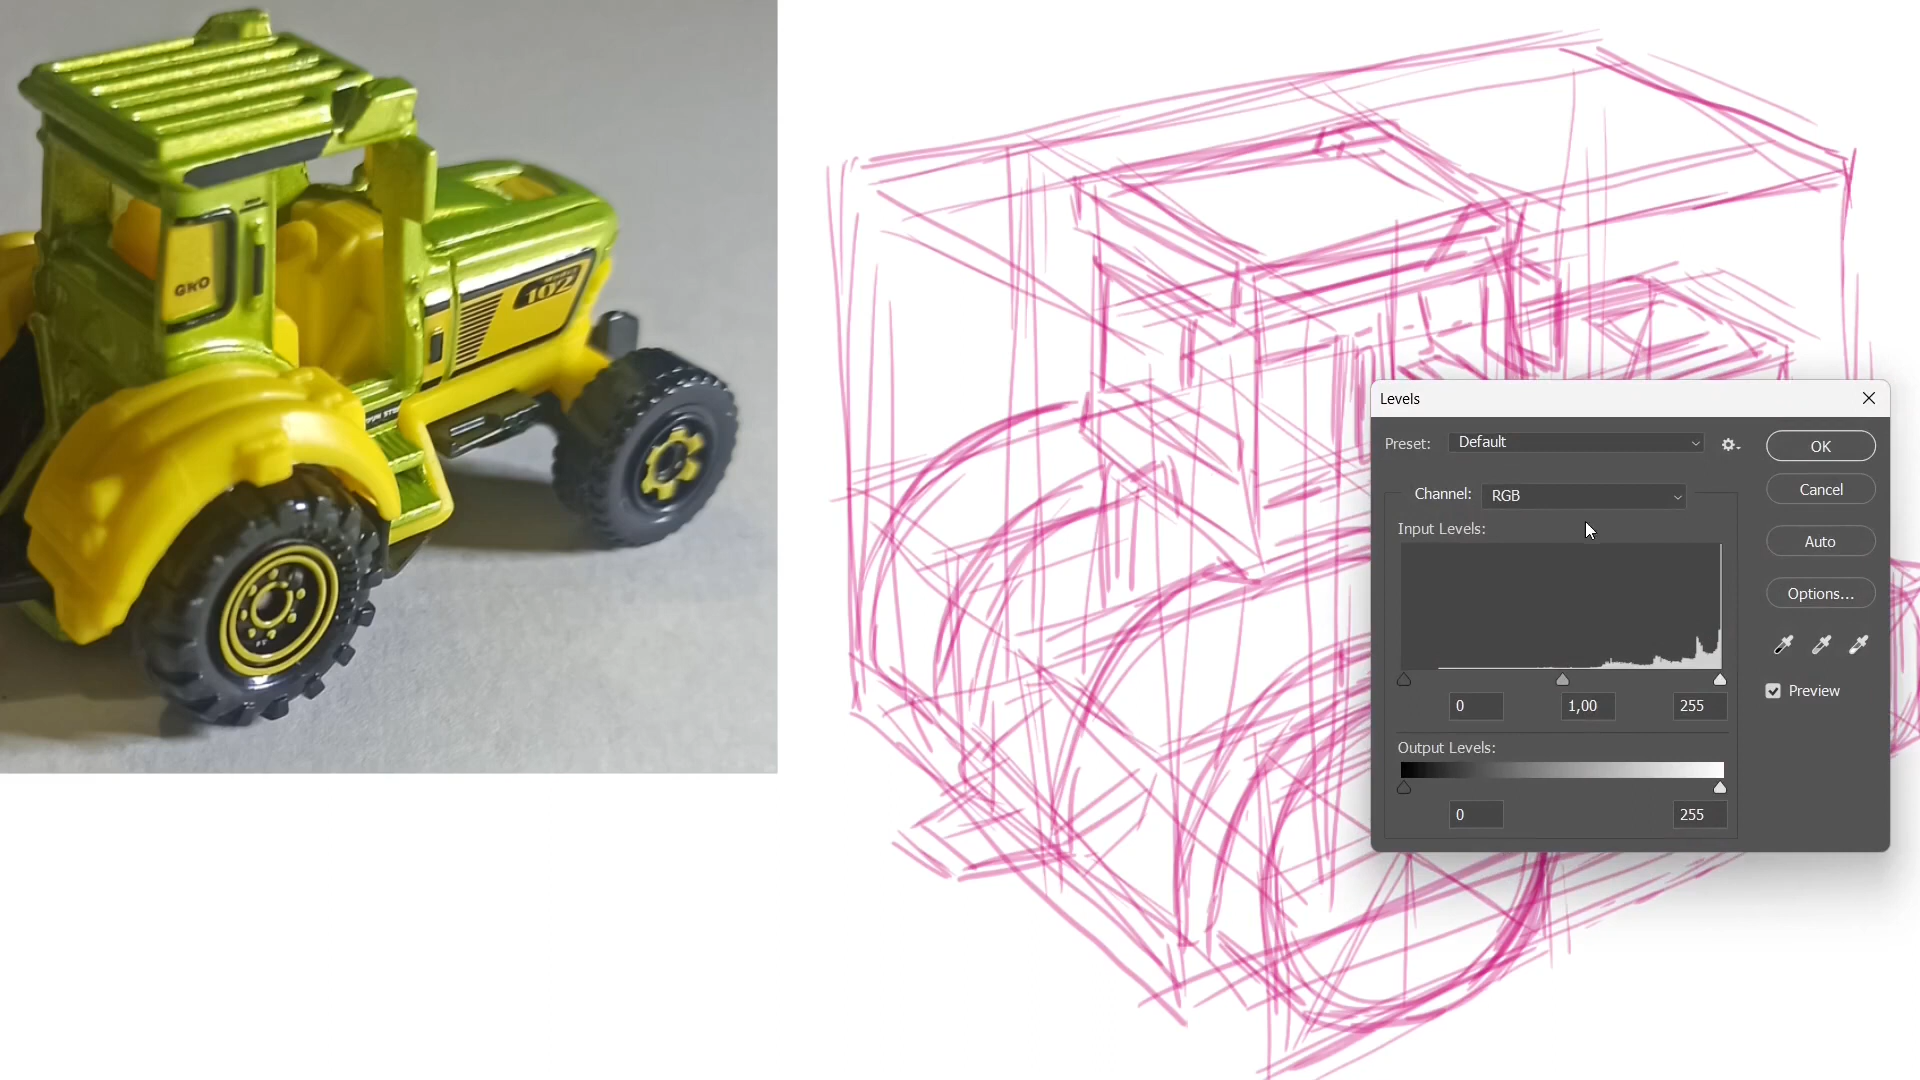 GRO
102
Levels
Preset: Default
OK
Channel: RGB
Cancel
Input Levels:
Auto
Options...
0 1,00 255
Preview
Output Levels:
0 255